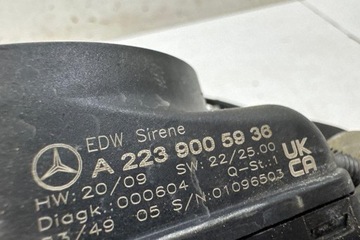 EDW Sirene
A 223 900 59 36
HW: 20/09 SW: 22/25.00
Diagk.: 000604 Q-St.: 1
05 S/N: 01096503
UK
CA